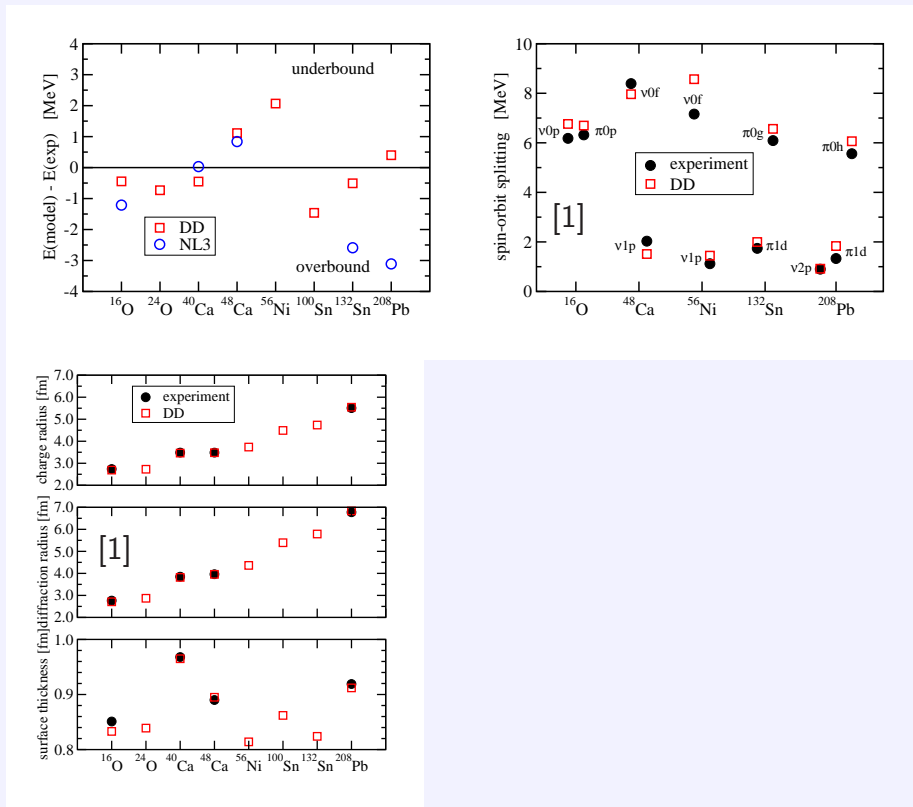 E(model) - E(exp) [MeV]
4
3
2
1
0
-1
-2
-3
-4
underbound
DD
NL3
overbound
16O 24O 40Ca 48Ca 56Ni 100Sn 132Sn 208Pb
spin-orbit splitting [MeV]
10
8
6
4
2
0
ν0p π0p ν0f ν0f π0g π0h
experiment
DD
[1]
ν1p ν1p π1d ν2p π1d
16O 48Ca 56Ni 132Sn 208Pb
charge radius [fm]
7.0
6.0
5.0
4.0
3.0
2.0
experiment
DD
diffraction radius [fm]
7.0
6.0
5.0
4.0
3.0
2.0
[1]
surface thickness [fm]
1.0
0.9
0.8
16O 24O 40Ca 48Ca 56Ni 100Sn 132Sn 208Pb